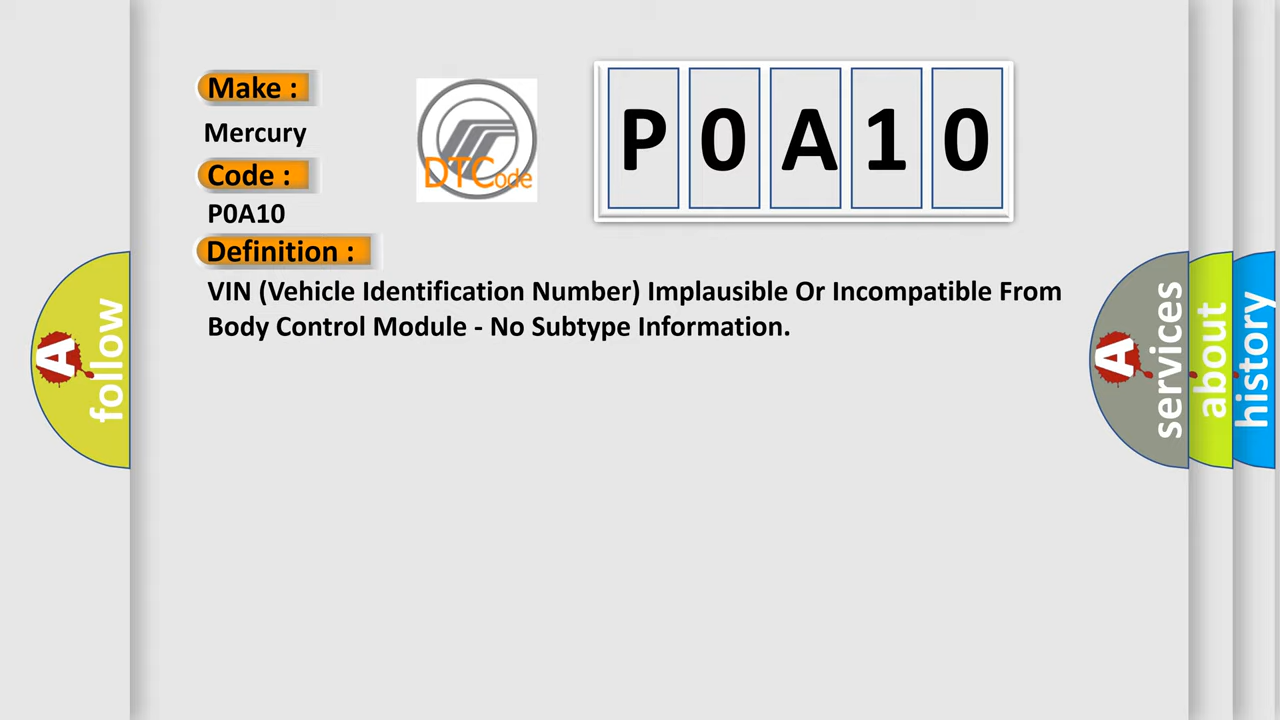 Make :
Mercury
Code :
P0A10
Definition :
VIN (Vehicle Identification Number) Implausible Or Incompatible From
Body Control Module - No Subtype Information.
DTCode
P 0 A 1 0
A follow
A services
about
history